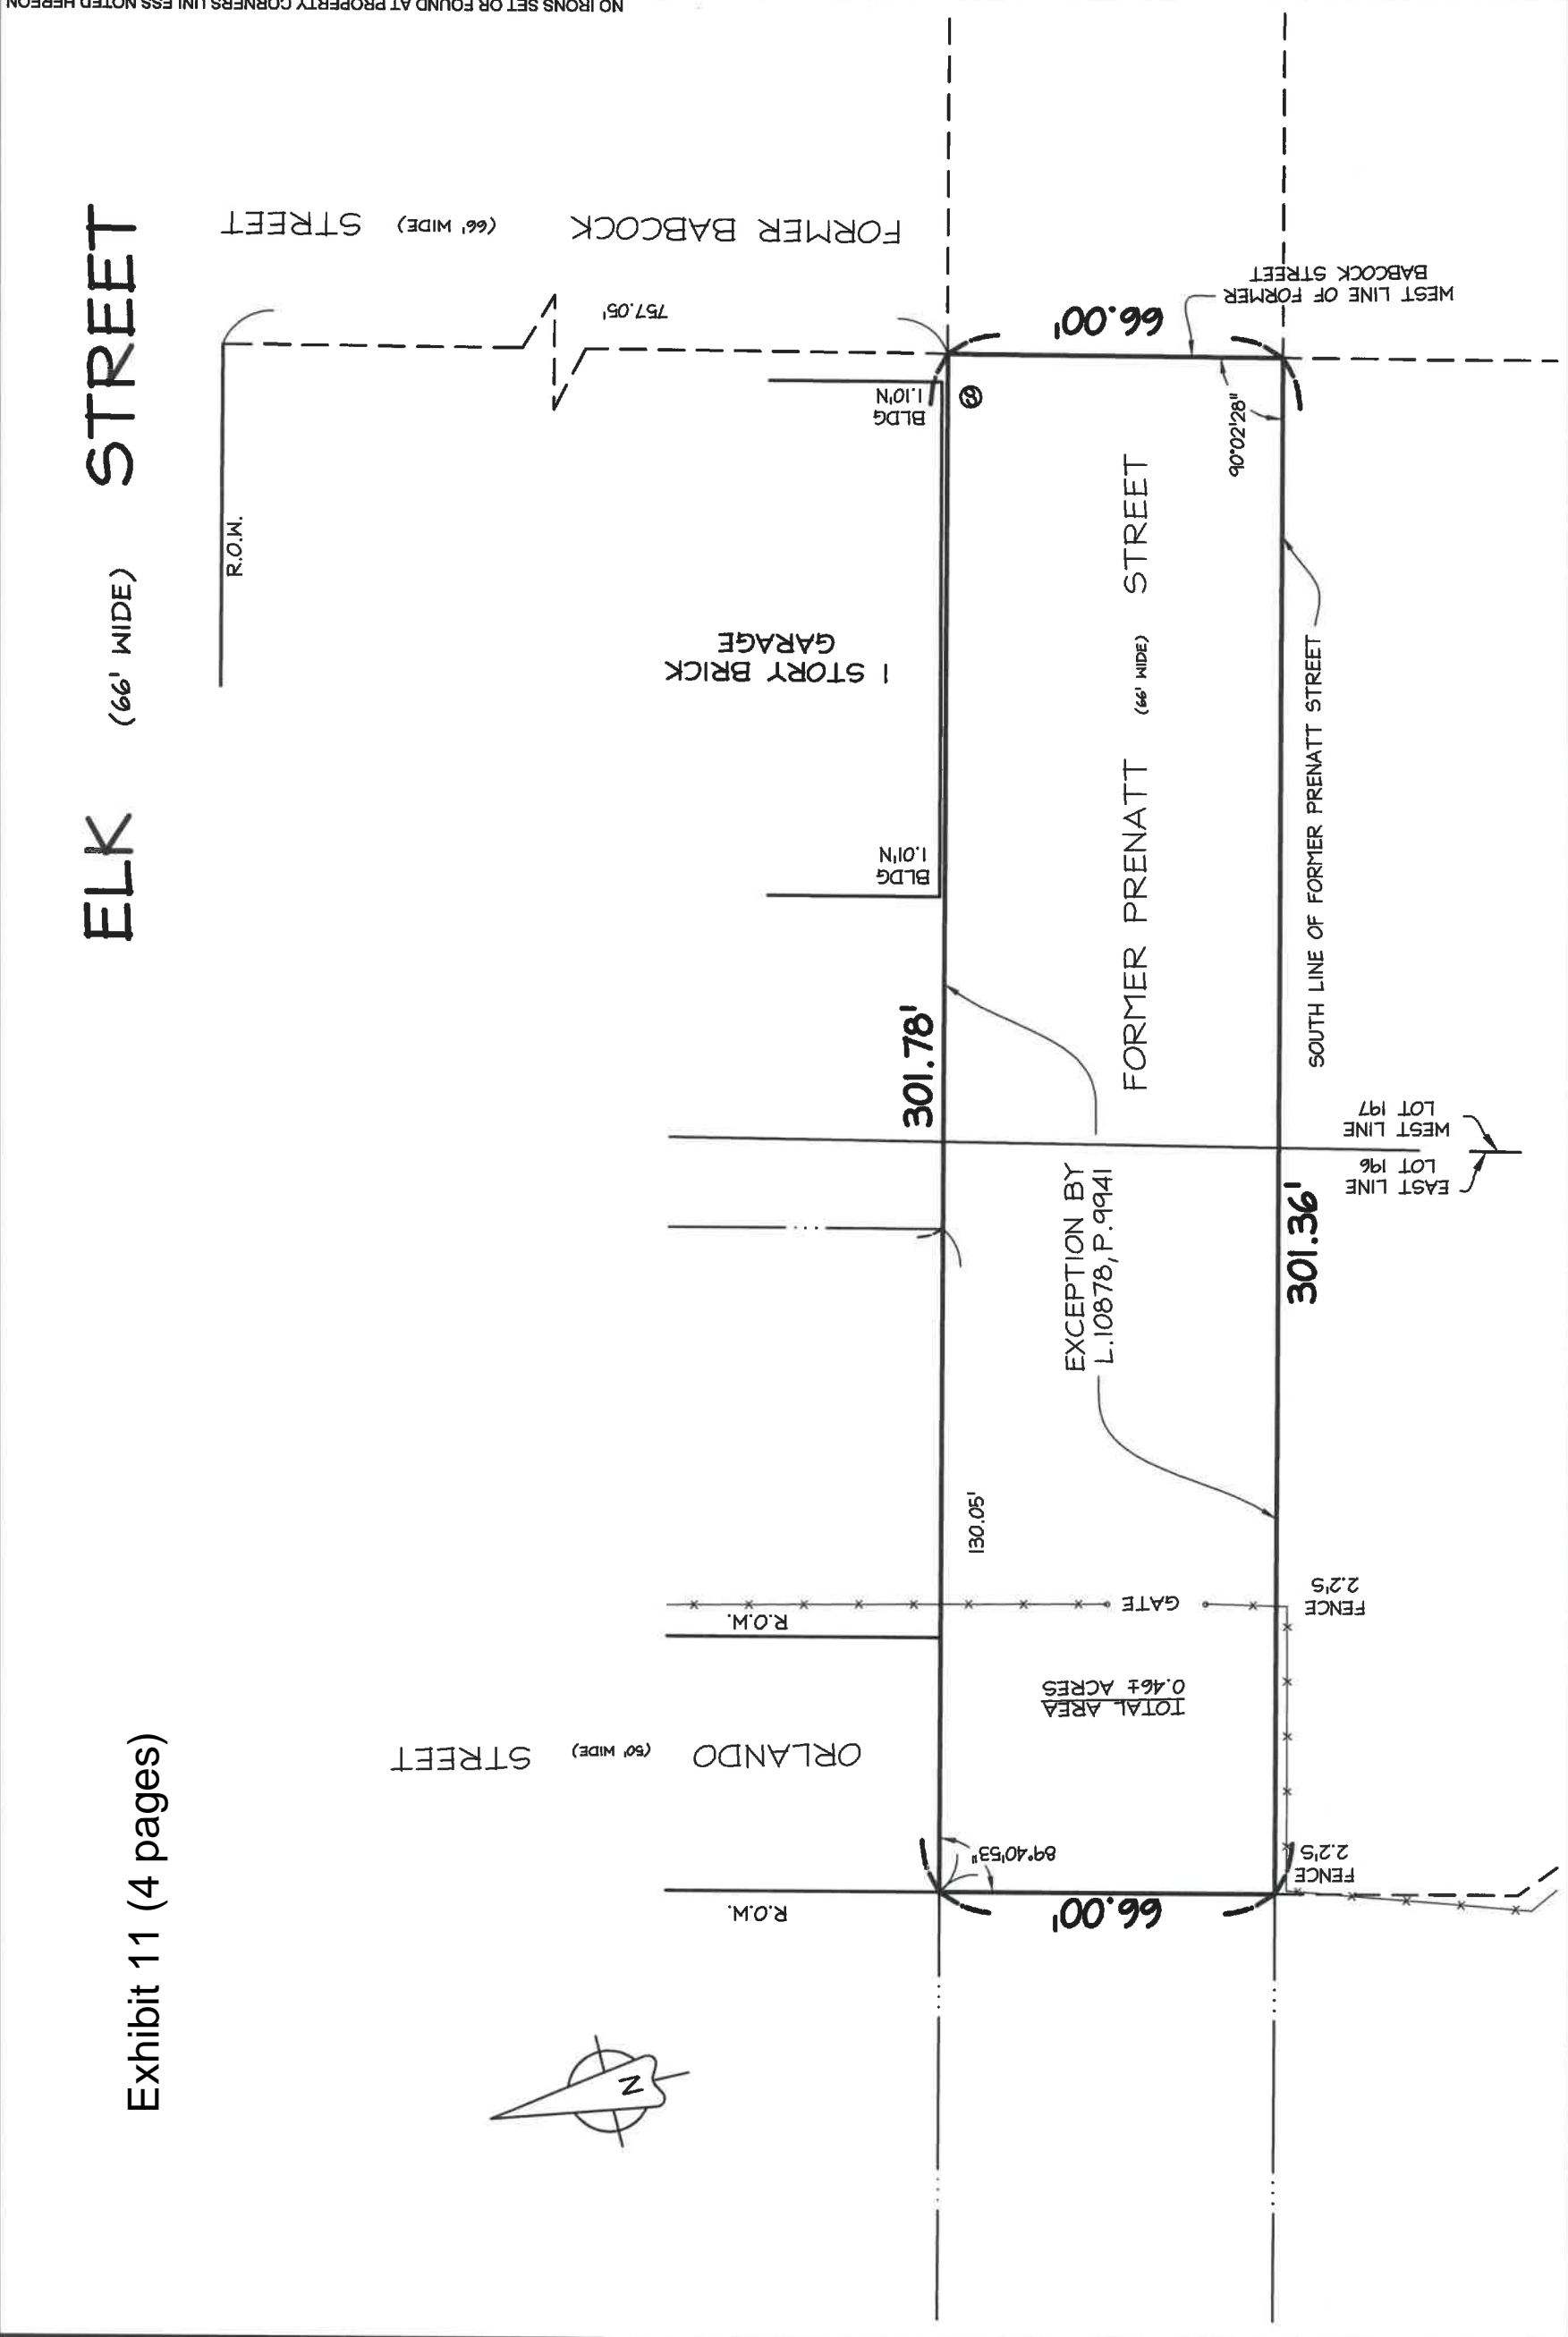 NO IRONS SET OR FOUND AT PROPERTY CORNERS UNLESS NOTED HEREON
Exhibit 11 (4 pages)
ELK (66' WIDE) STREET
R.O.W.
FORMER BABCOCK (66' WIDE) STREET
757.05'
WEST LINE OF FORMER
BABCOCK STREET
66.00'
90°02'28"
BLDG
1.10'N
1 STORY BRICK
GARAGE
BLDG
1.01'N
301.78'
FORMER PRENATT (66' WIDE) STREET
SOUTH LINE OF FORMER PRENATT STREET
WEST LINE
LOT 197
EAST LINE
LOT 196
EXCEPTION BY
L.10878, P.9941
301.36'
130.05'
GATE
FENCE
2.2'S
R.O.W.
TOTAL AREA
0.46± ACRES
ORLANDO (50' WIDE) STREET
89°40'53"
FENCE
2.2'S
66.00'
R.O.W.
N